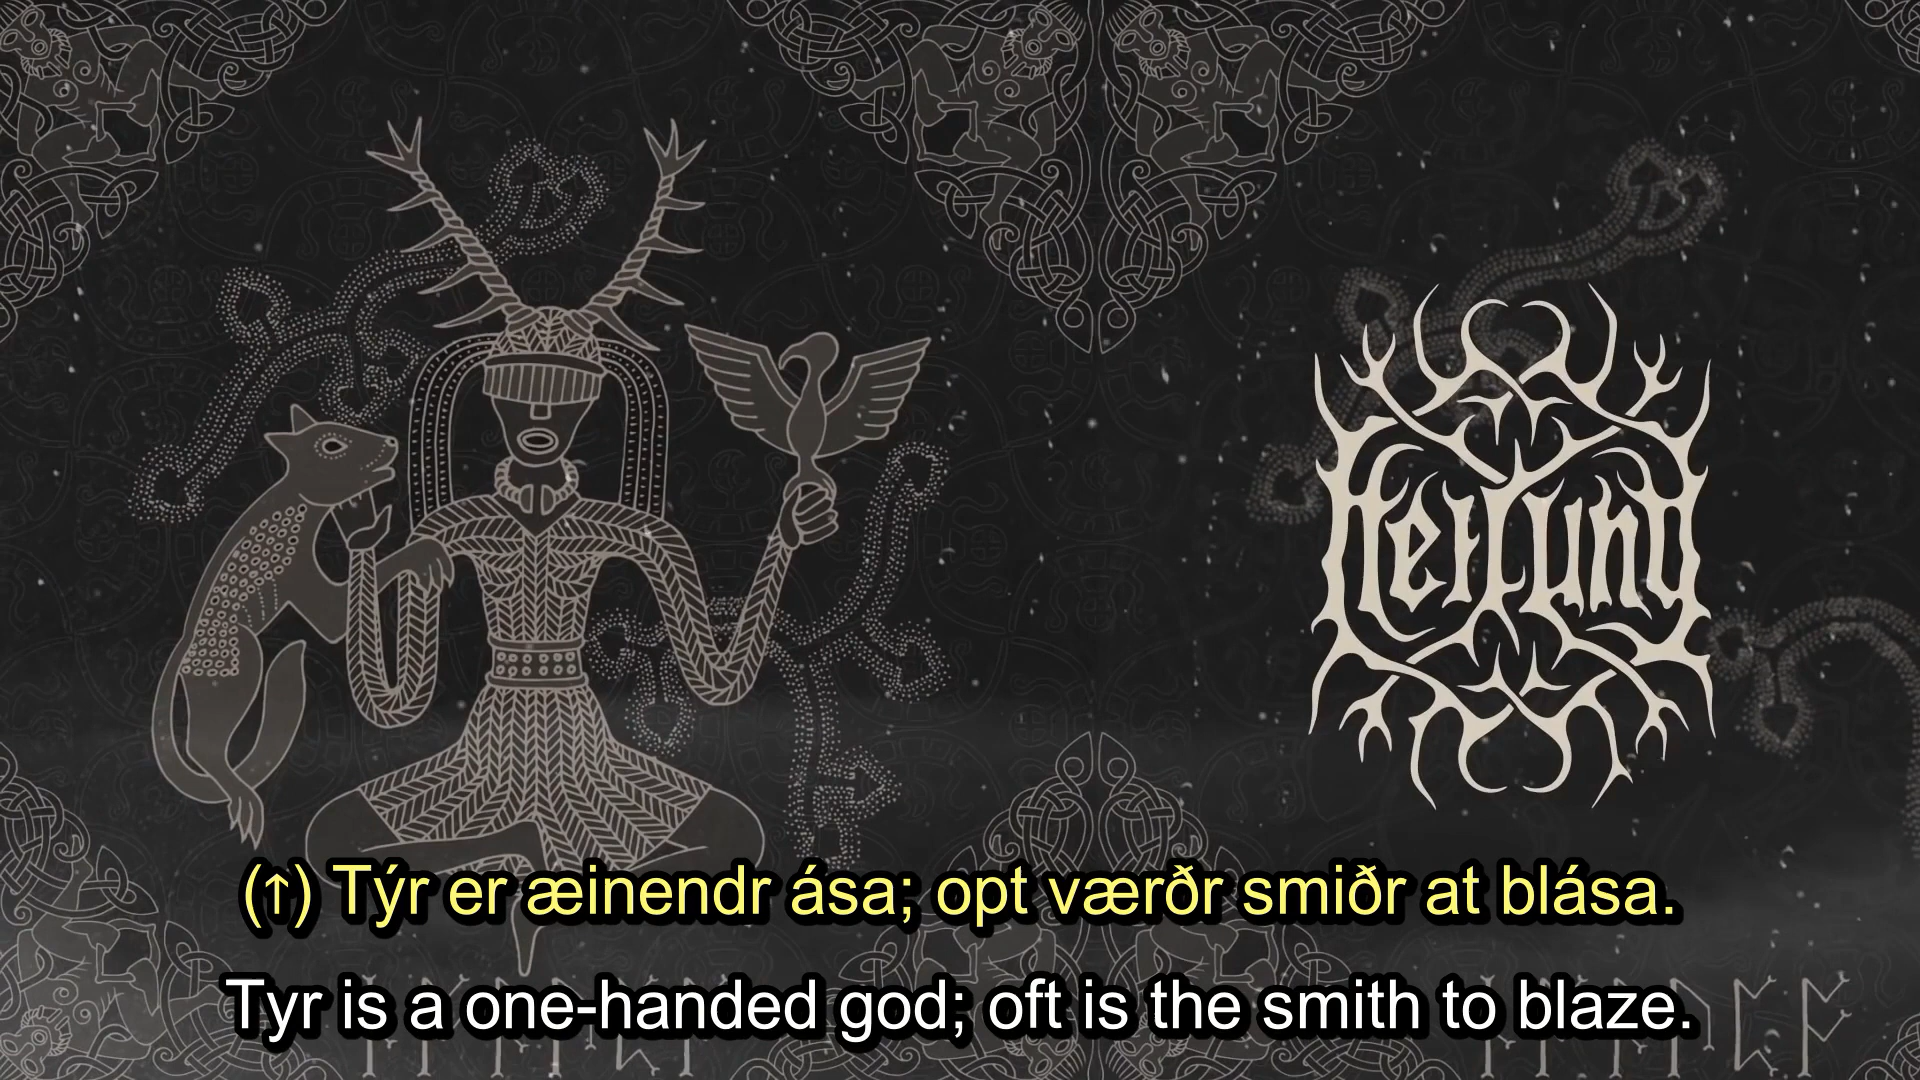 Heilung
(↑) Týr er æinendr ása; opt værðr smiðr at blása.
Tyr is a one-handed god; oft is the smith to blaze.